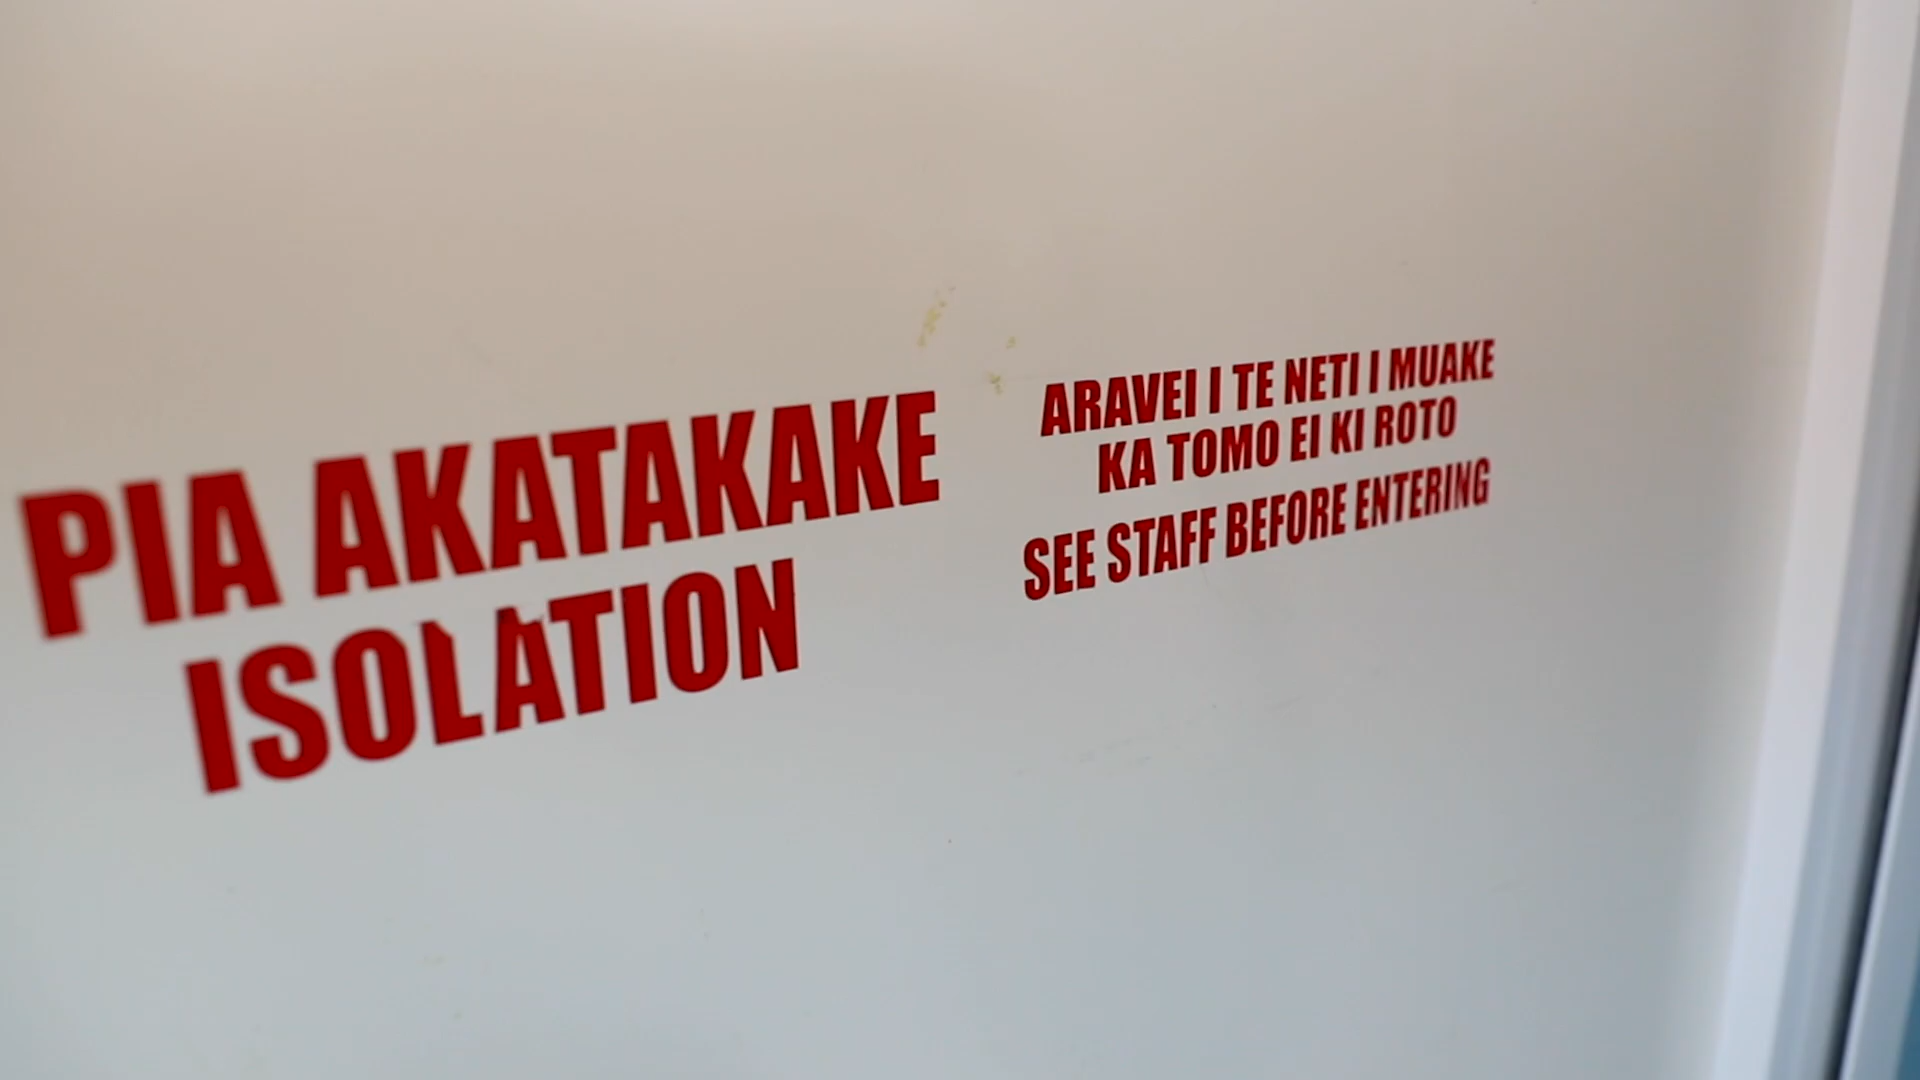 PIA AKATAKAKE
ISOLATION
ARAVEI I TE NETI I MUAKE
KA TOMO EI KI ROTO
SEE STAFF BEFORE ENTERING